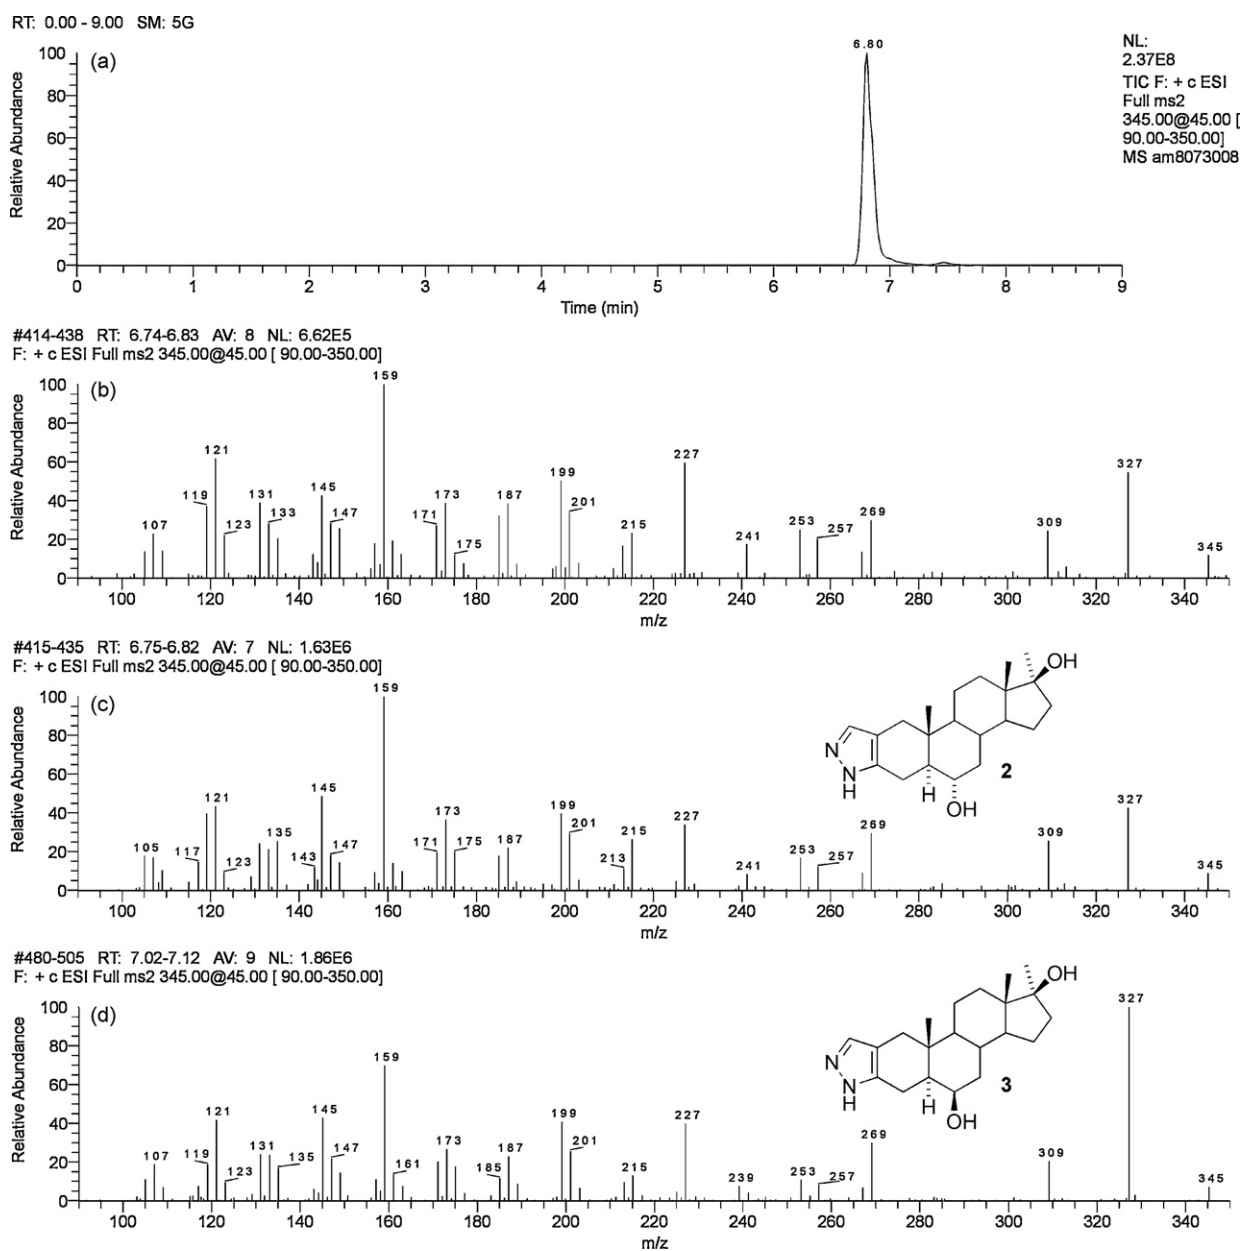 RT: 0.00 - 9.00 SM: 5G
NL:
2.37E8
TIC F: + c ESI
Full ms2
345.00@45.00 [
90.00-350.00]
MS am8073008
(a)
6.80
Relative Abundance
100
80
60
40
20
0
0 1 2 3 4 5 6 7 8 9
Time (min)
#414-438 RT: 6.74-6.83 AV: 8 NL: 6.62E5
F: + c ESI Full ms2 345.00@45.00 [ 90.00-350.00]
(b)
Relative Abundance
100
80
60
40
20
0
107 119 121 123 131 133 145 147 159 171 173 175 187 199 201 215 227 241 253 257 269 309 327 345
100 120 140 160 180 200 220 240 260 280 300 320 340
m/z
#415-435 RT: 6.75-6.82 AV: 7 NL: 1.63E6
F: + c ESI Full ms2 345.00@45.00 [ 90.00-350.00]
(c)
Relative Abundance
100
80
60
40
20
0
105 117 121 123 135 143 145 147 159 171 173 175 187 199 201 213 215 227 241 253 257 269 309 327 345
OH
N
N
H
H
OH
2
100 120 140 160 180 200 220 240 260 280 300 320 340
m/z
#480-505 RT: 7.02-7.12 AV: 9 NL: 1.86E6
F: + c ESI Full ms2 345.00@45.00 [ 90.00-350.00]
(d)
Relative Abundance
100
80
60
40
20
0
107 119 121 123 131 135 145 147 159 161 173 185 187 199 201 215 227 239 253 257 269 309 327 345
OH
N
N
H
H
OH
3
100 120 140 160 180 200 220 240 260 280 300 320 340
m/z